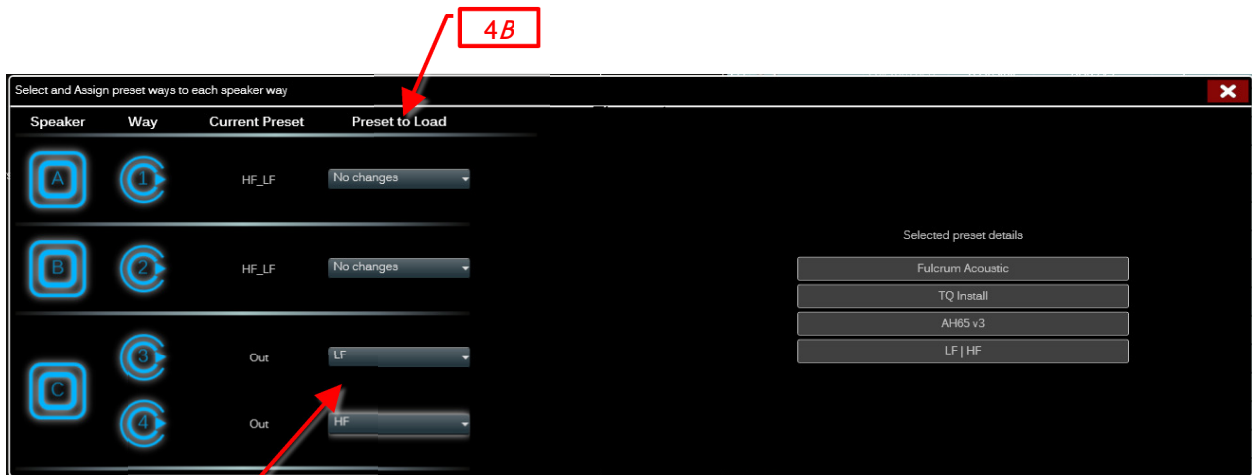 4B
Select and Assign preset ways to each speaker way
Speaker Way Current Preset Preset to Load
A 1 HF_LF No changes
Selected preset details
B 2 HF_LF No changes
Fulcrum Acoustic
TQ Install
AH65 v3
3 Out LF
LF | HF
C
4 Out HF